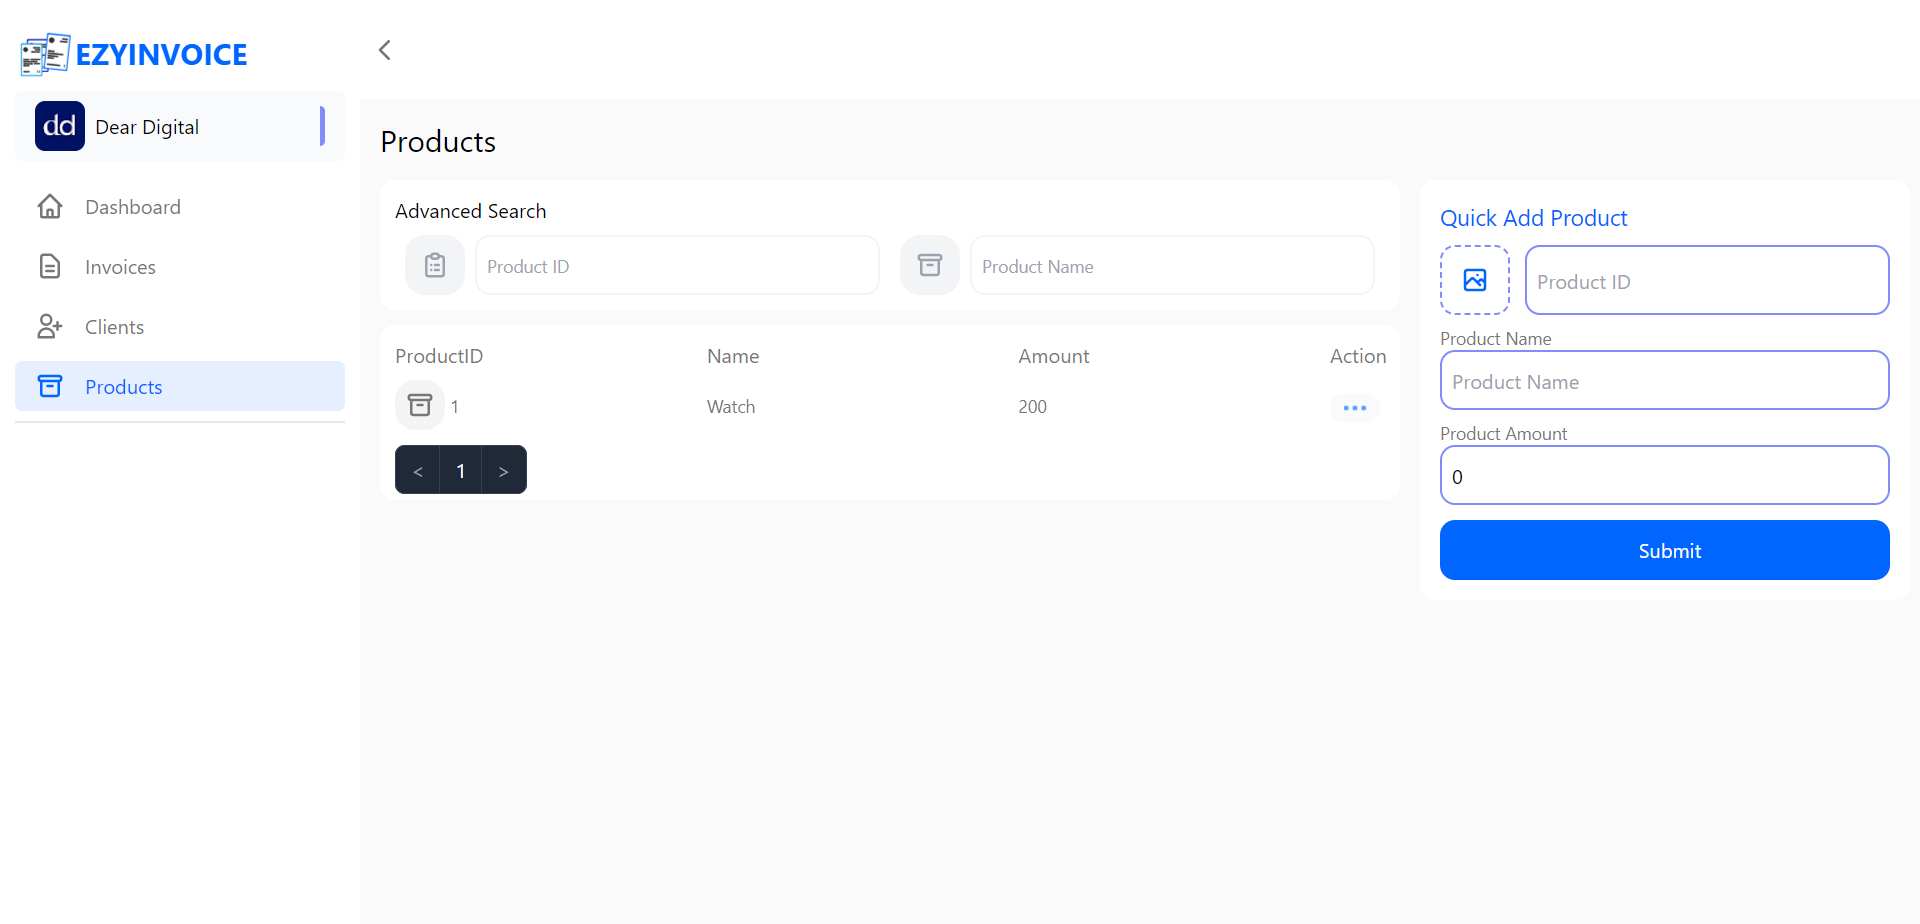 EZYINVOICE
dd
Dear Digital
Dashboard
Invoices
Clients
Products
Products
Advanced Search
Product ID
Product Name
ProductID
Name
Amount
Action
1
Watch
200
<
1
>
Quick Add Product
Product ID
Product Name
Product Name
Product Amount
0
Submit